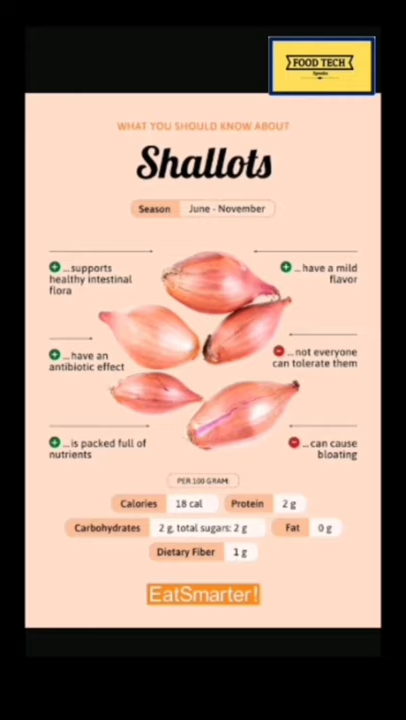 FOOD TECH
WHAT YOU SHOULD KNOW ABOUT
Shallots
Season June - November
...supports
healthy intestinal
flora
...have a mild
flavor
...have an
antibiotic effect
...not everyone
can tolerate them
...is packed full of
nutrients
...can cause
bloating
PER 100 GRAM:
Calories 18 cal Protein 2 g
Carbohydrates 2 g, total sugars: 2 g Fat 0 g
Dietary Fiber 1 g
EatSmarter!